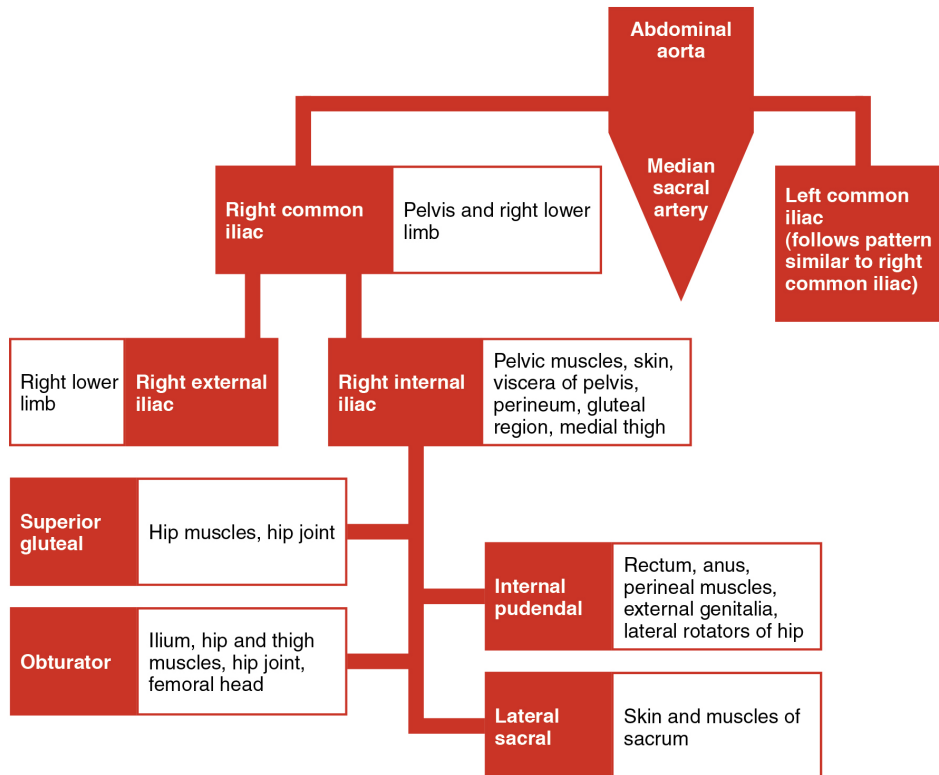 Abdominal
aorta
Median
sacral
artery
Right common
iliac
Pelvis and right lower
limb
Left common
iliac
(follows pattern
similar to right
common iliac)
Right lower
limb
Right external
iliac
Right internal
iliac
Pelvic muscles, skin,
viscera of pelvis,
perineum, gluteal
region, medial thigh
Superior
gluteal
Hip muscles, hip joint
Internal
pudendal
Rectum, anus,
perineal muscles,
external genitalia,
lateral rotators of hip
Obturator
Ilium, hip and thigh
muscles, hip joint,
femoral head
Lateral
sacral
Skin and muscles of
sacrum